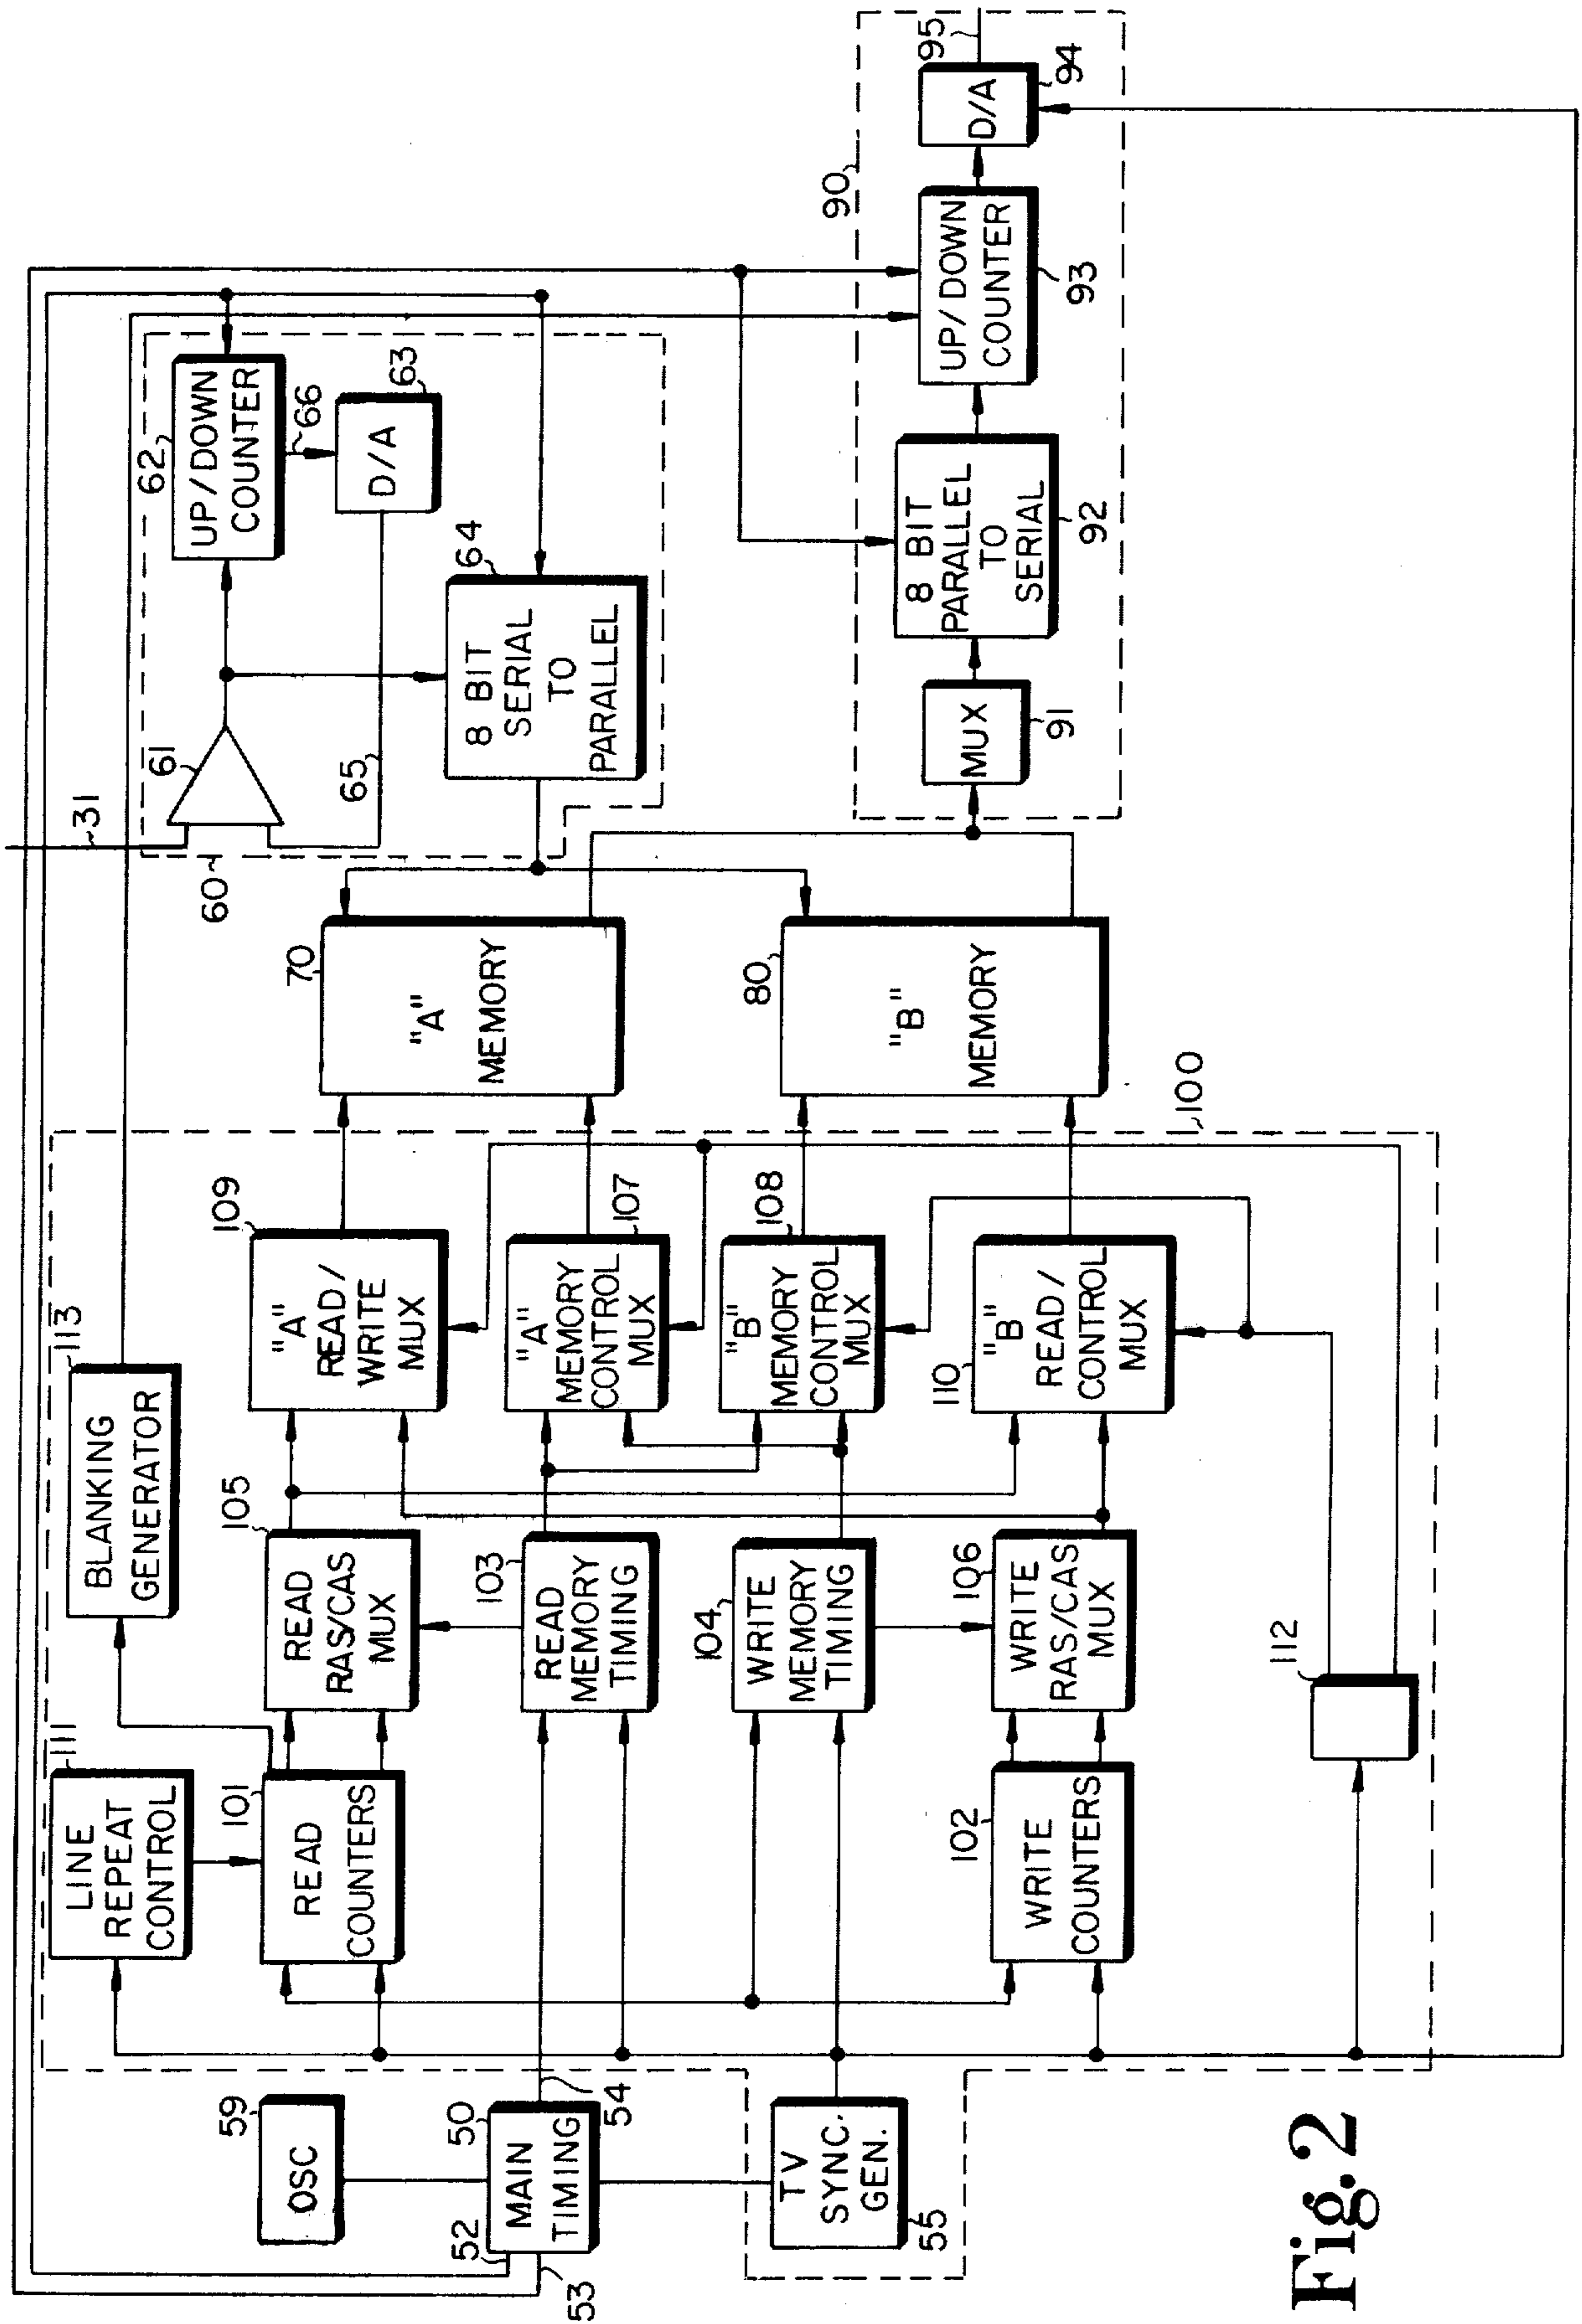 OSC
59
MAIN
TIMING
50
52
53
54
TV
SYNC.
GEN.
55
LINE
REPEAT
CONTROL
111
READ
COUNTERS
101
WRITE
COUNTERS
102
112
BLANKING
GENERATOR
113
READ
RAS/CAS
MUX
105
READ
MEMORY
TIMING
103
WRITE
MEMORY
TIMING
104
WRITE
RAS/CAS
MUX
106
"A"
READ/
WRITE
MUX
109
"A"
MEMORY
CONTROL
MUX
107
"B"
MEMORY
CONTROL
MUX
108
"B"
READ/
CONTROL
MUX
110
100
"A"
MEMORY
70
"B"
MEMORY
80
31
60
61
65
UP/DOWN
COUNTER
62
66
D/A
63
8 BIT
SERIAL
TO
PARALLEL
64
90
MUX
91
8 BIT
PARALLEL
TO
SERIAL
92
UP/DOWN
COUNTER
93
D/A
94
95
Fig. 2